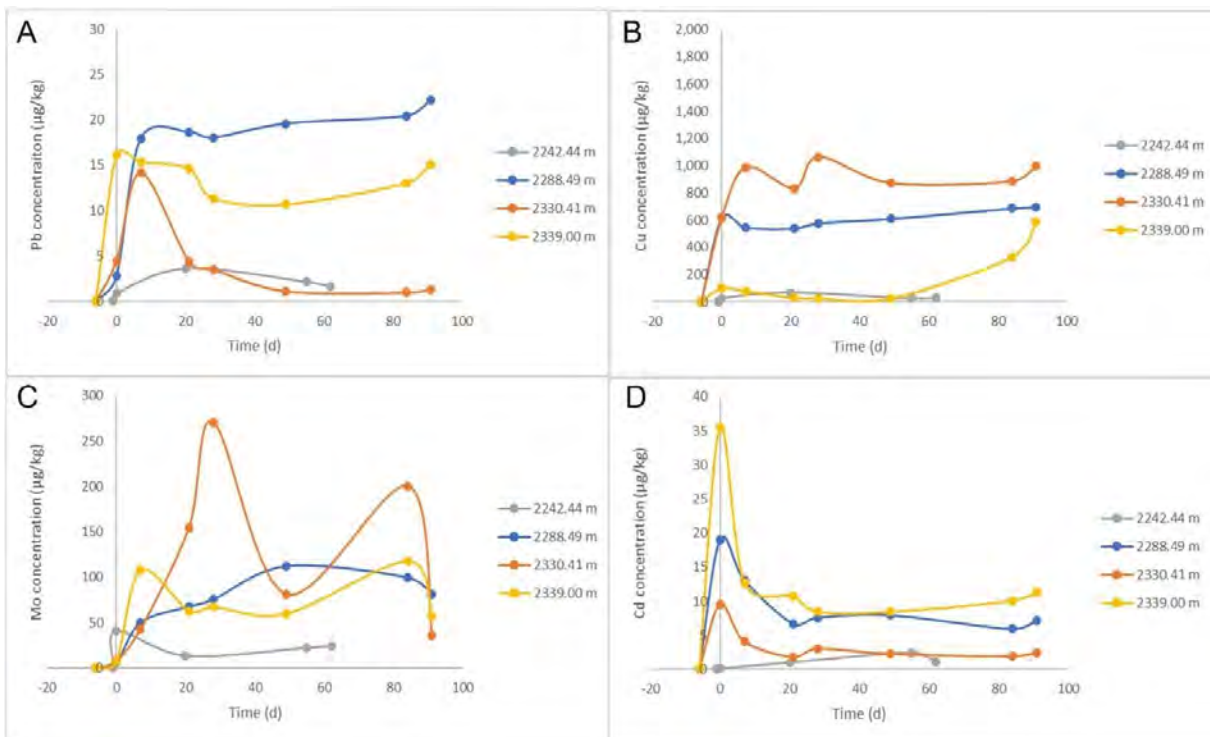 A
Pb concentraiton (µg/kg)
30
25
20
15
10
5
0
-20 0 20 40 60 80 100
Time (d)
2242.44 m
2288.49 m
2330.41 m
2339.00 m
B
Cu concentration (µg/kg)
2,000
1,800
1,600
1,400
1,200
1,000
800
600
400
200
0
-20 0 20 40 60 80 100
Time (d)
2242.44 m
2288.49 m
2330.41 m
2339.00 m
C
Mo concentration (µg/kg)
300
250
200
150
100
50
0
-20 0 20 40 60 80 100
Time (d)
2242.44 m
2288.49 m
2330.41 m
2339.00 m
D
Cd concentration (µg/kg)
40
35
30
25
20
15
10
5
0
-20 0 20 40 60 80 100
Time (d)
2242.44 m
2288.49 m
2330.41 m
2339.00 m